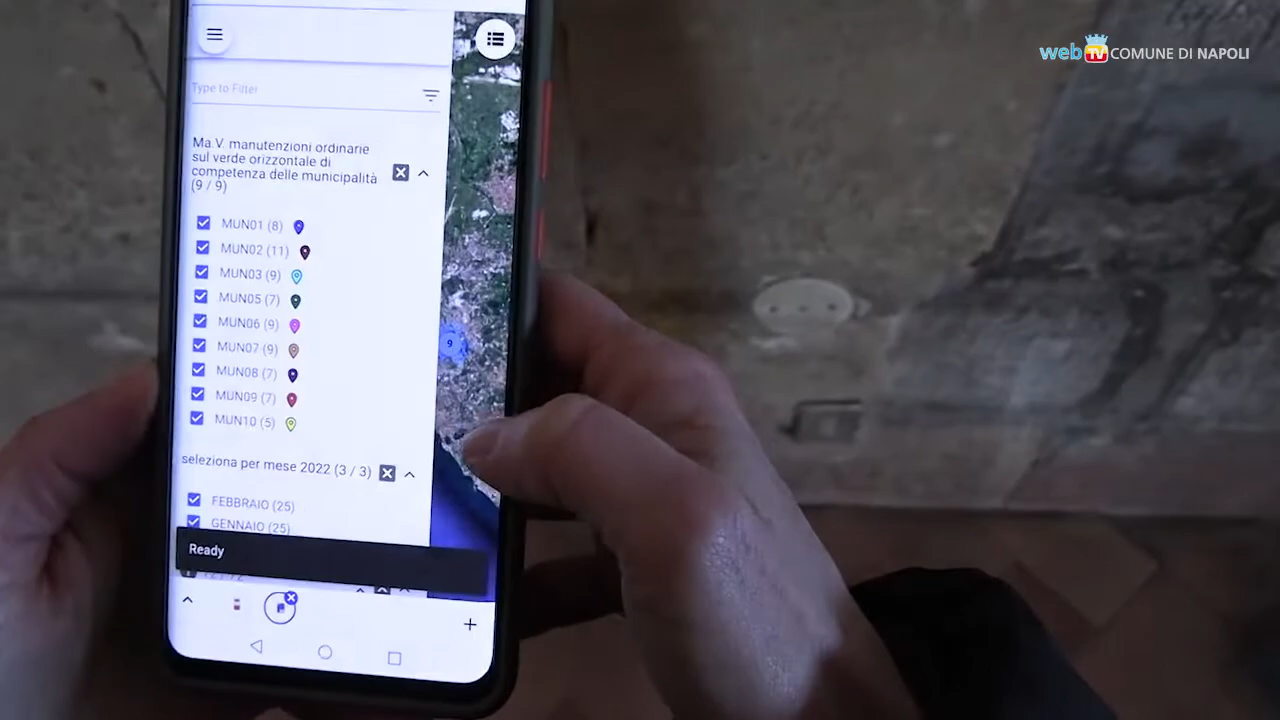 web TV COMUNE DI NAPOLI
Type to Filter
Ma.V. manutenzioni ordinarie
sul verde orizzontale di
competenza delle municipalità
(9 / 9)
MUN01 (8)
MUN02 (11)
MUN03 (9)
MUN05 (7)
MUN06 (9)
MUN07 (9)
MUN08 (7)
MUN09 (7)
MUN10 (5)
9
seleziona per mese 2022 (3 / 3)
FEBBRAIO (25)
GENNAIO (25)
Ready